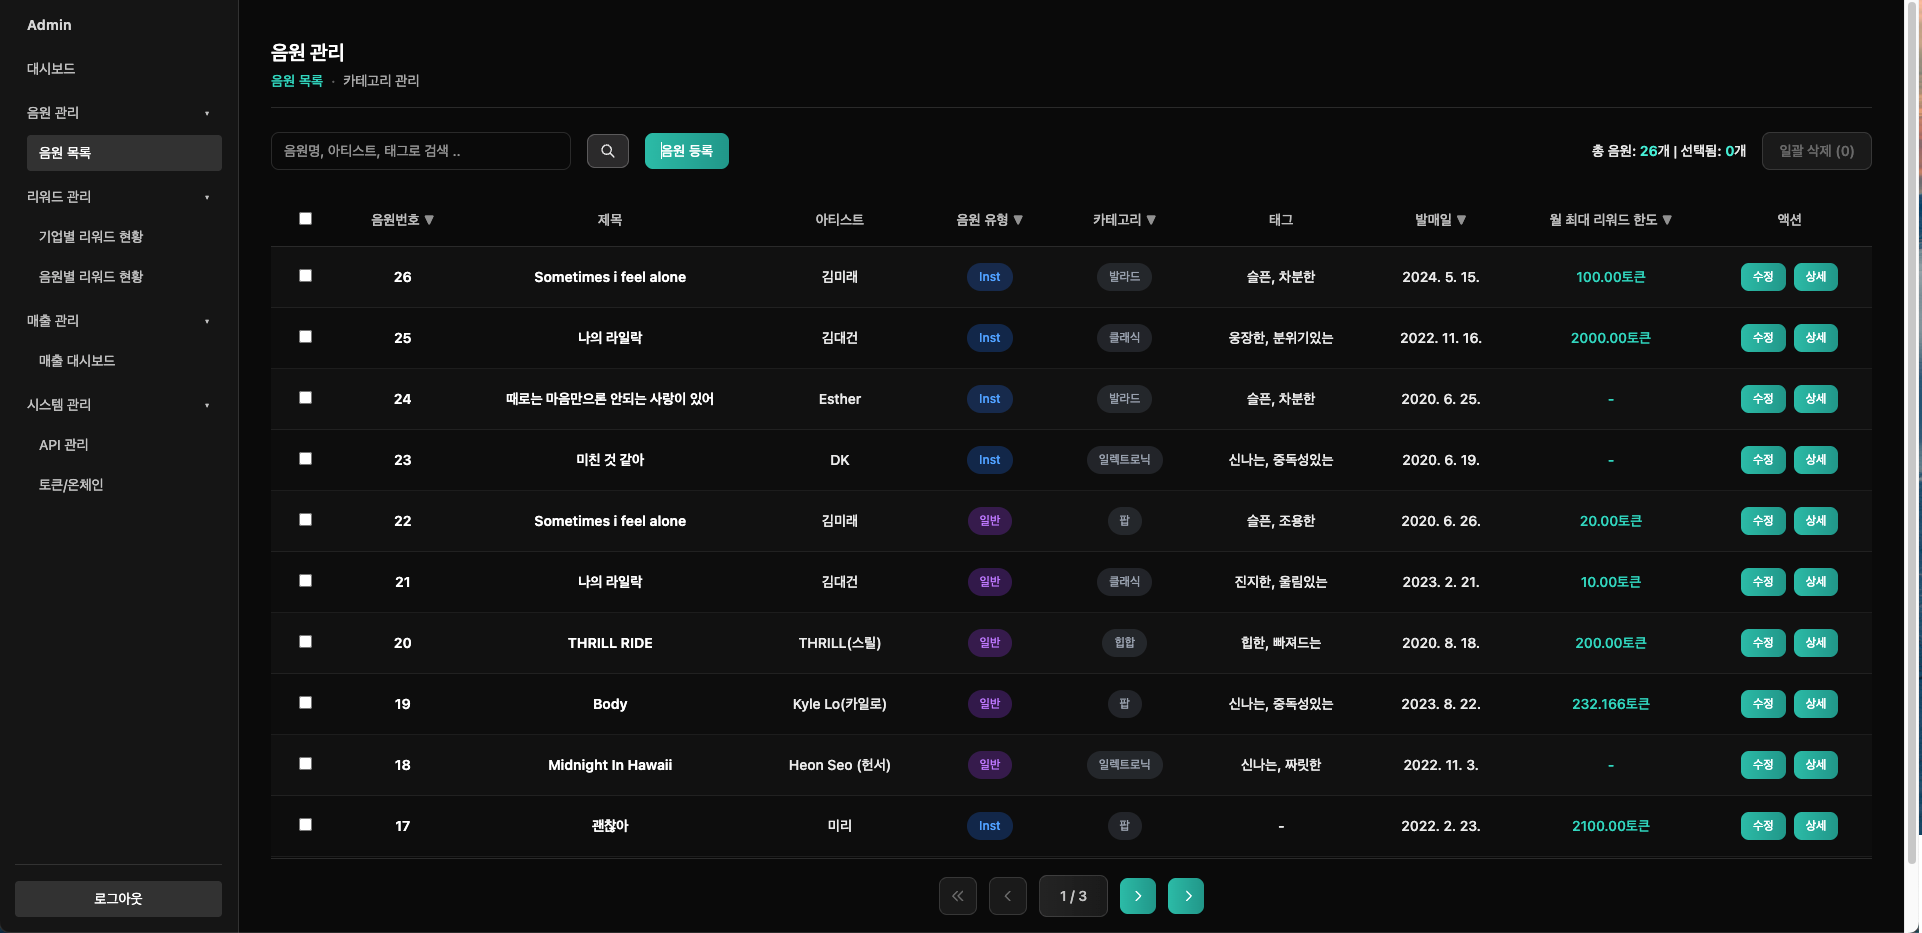 Admin
대시보드
음원 관리 ▾
음원 목록
리워드 관리 ▾
기업별 리워드 현황
음원별 리워드 현황
매출 관리 ▾
매출 대시보드
시스템 관리 ▾
API 관리
토큰/온체인
로그아웃
음원 관리
음원 목록 · 카테고리 관리
음원명, 아티스트, 태그로 검색 ..
음원 등록
총 음원: 26개 | 선택됨: 0개
일괄 삭제 (0)
음원번호 ▼ 제목 아티스트 음원 유형 ▼ 카테고리 ▼ 태그 발매일 ▼ 월 최대 리워드 한도 ▼ 액션
26 Sometimes i feel alone 김미래 Inst 발라드 슬픈, 차분한 2024. 5. 15. 100.00토큰 수정 상세
25 나의 라일락 김대건 Inst 클래식 웅장한, 분위기있는 2022. 11. 16. 2000.00토큰 수정 상세
24 때로는 마음만으론 안되는 사랑이 있어 Esther Inst 발라드 슬픈, 차분한 2020. 6. 25. - 수정 상세
23 미친 것 같아 DK Inst 일렉트로닉 신나는, 중독성있는 2020. 6. 19. - 수정 상세
22 Sometimes i feel alone 김미래 일반 팝 슬픈, 조용한 2020. 6. 26. 20.00토큰 수정 상세
21 나의 라일락 김대건 일반 클래식 진지한, 울림있는 2023. 2. 21. 10.00토큰 수정 상세
20 THRILL RIDE THRILL(스릴) 일반 힙합 힙한, 빠져드는 2020. 8. 18. 200.00토큰 수정 상세
19 Body Kyle Lo(카일로) 일반 팝 신나는, 중독성있는 2023. 8. 22. 232.166토큰 수정 상세
18 Midnight In Hawaii Heon Seo (헌서) 일반 일렉트로닉 신나는, 짜릿한 2022. 11. 3. - 수정 상세
17 괜찮아 미리 Inst 팝 - 2022. 2. 23. 2100.00토큰 수정 상세
1 / 3